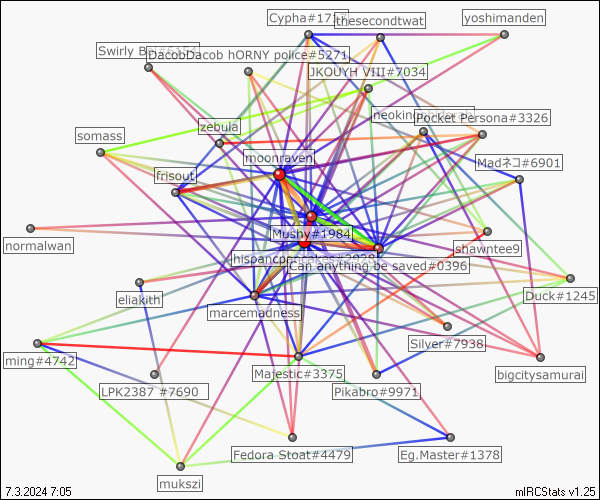 Cypha#1737
thesecondtwat
yoshimanden
Swirly
DacobDacob hORNY police#5271
JKOUYH VIII#7034
zebula
Pocket Persona#3326
somass
moonraven
Madネコ#6901
frisout
Mushy#1984
normalwan
shawntee9
hispancpancakes#3928
Can anything be saved#0396
eliakith
Duck#1245
marcemadness
Silver#7938
ming#4742
Majestic#3375
bigcitysamurai
LPK2387 #7690
Pikabro#9971
Fedora Stoat#4479
Eg.Master#1378
mukszi
7.3.2024 7:05
mIRCStats v1.25